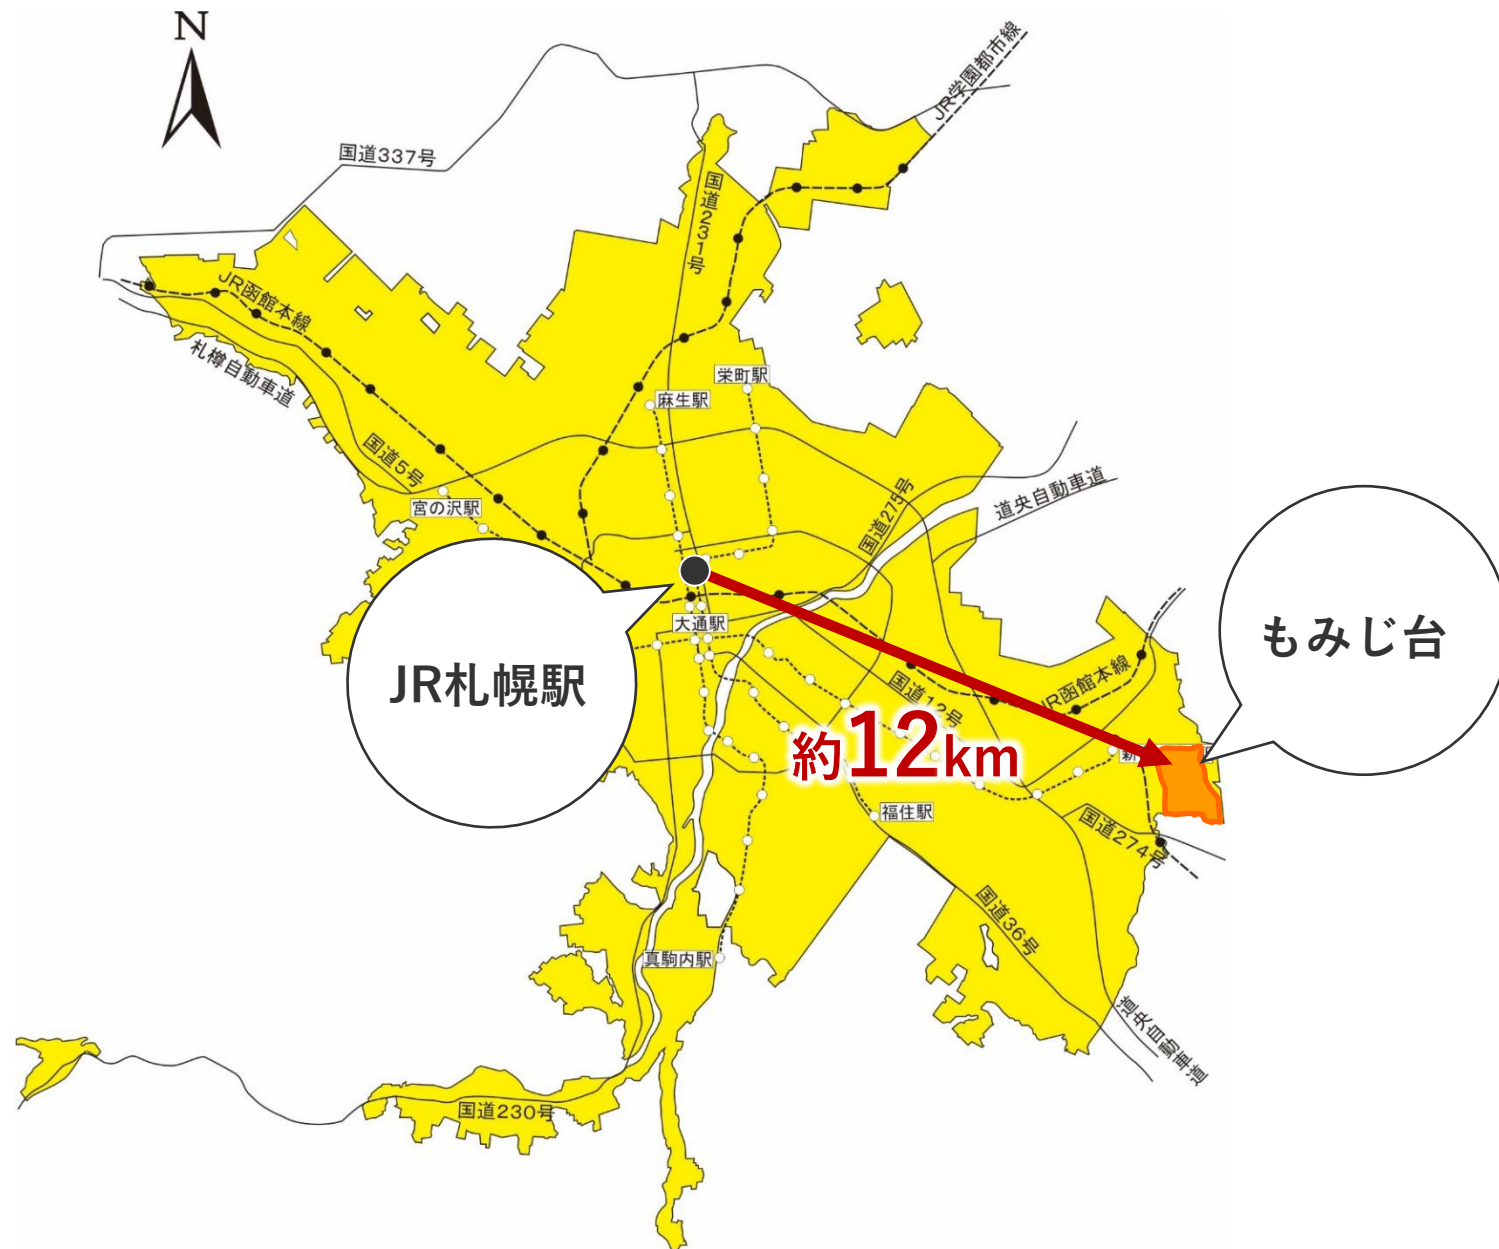 N
JR学園都市線
国道337号
国道231号
JR函館本線
札樽自動車道
栄町駅
麻生駅
国道5号
宮の沢駅
国道275号
道央自動車道
JR札幌駅
大通駅
もみじ台
国道12号
JR函館本線
約12km
新
福住駅
国道274号
国道36号
真駒内駅
道央自動車道
国道230号